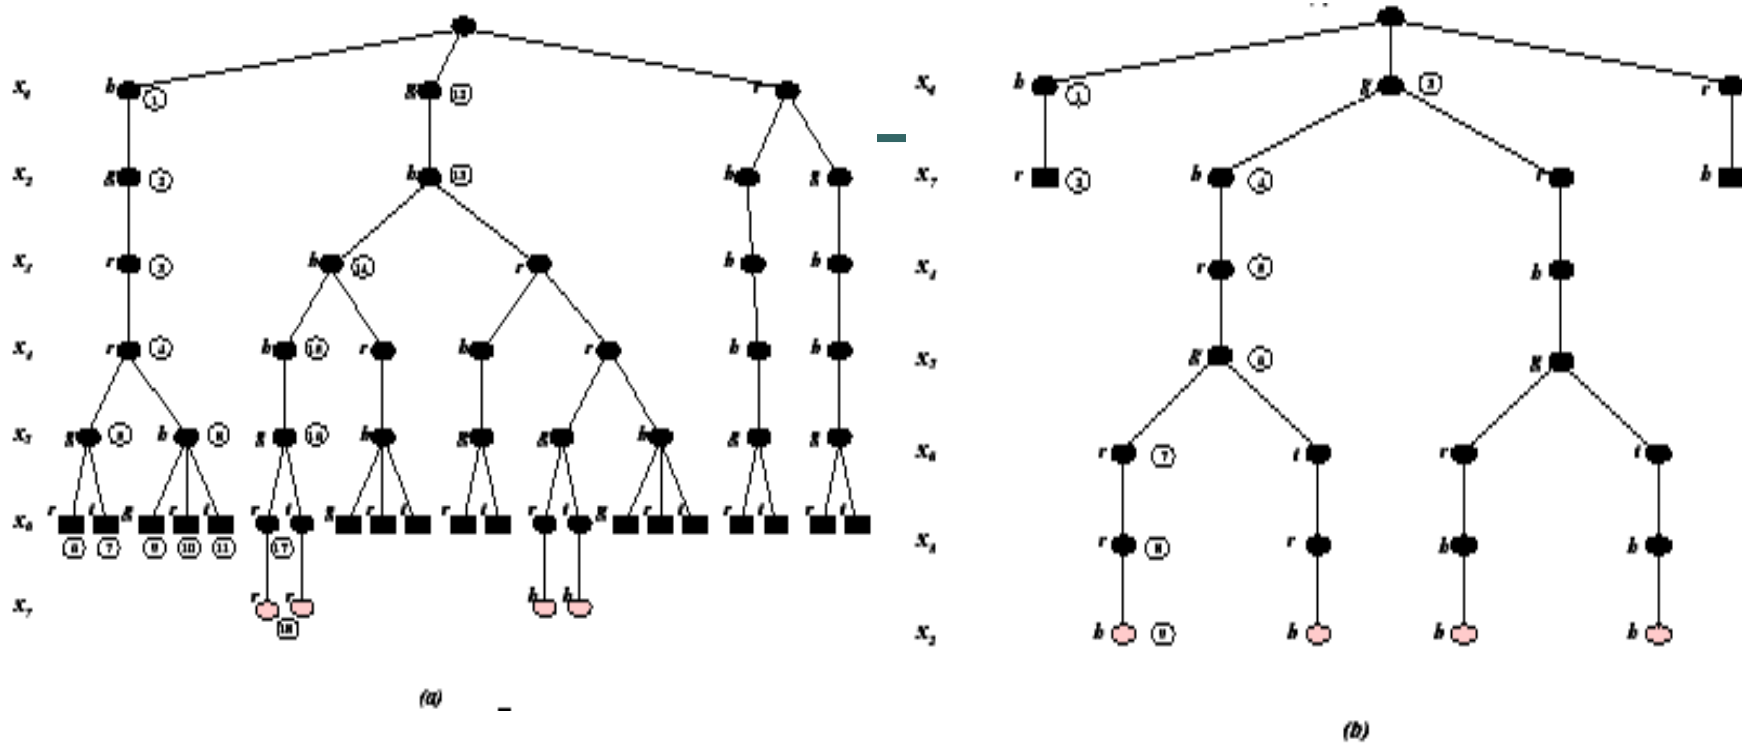 x1 b 1 g 12 r
x2 g 2 b 13 b g
x3 r 3 b 14 r b b
x4 r 4 b 15 r b r b b
x5 g 5 b 8 g 16 b g g b g g
x6 r t g r t r t g r t r t r t g r t r t r t
6 7 9 10 11 17
x7 r r b b
18
(a)
x1 b 1 g 3 r
x7 r 2 b 4 r b
x4 r 5 b
x5 g 6 g
x6 r 7 t r t
x3 r 8 r b b
x2 b 9 b b b
(b)